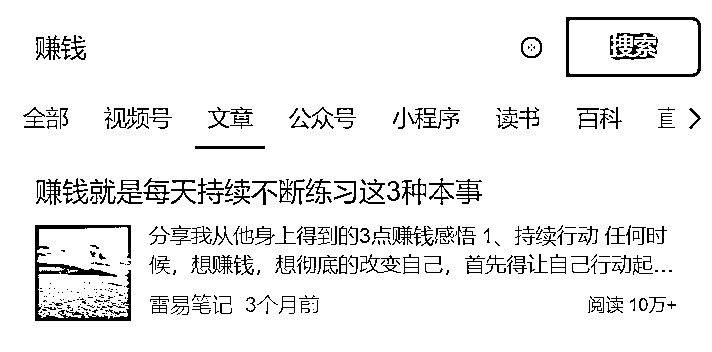 赚钱
搜索
全部 视频号 文章 公众号 小程序 读书 百科 直
赚钱就是每天持续不断练习这3种本事
分享我从他身上得到的3点赚钱感悟 1、持续行动 任何时
候，想赚钱，想彻底的改变自己，首先得让自己行动起...
雷易笔记 3个月前
阅读 10万+